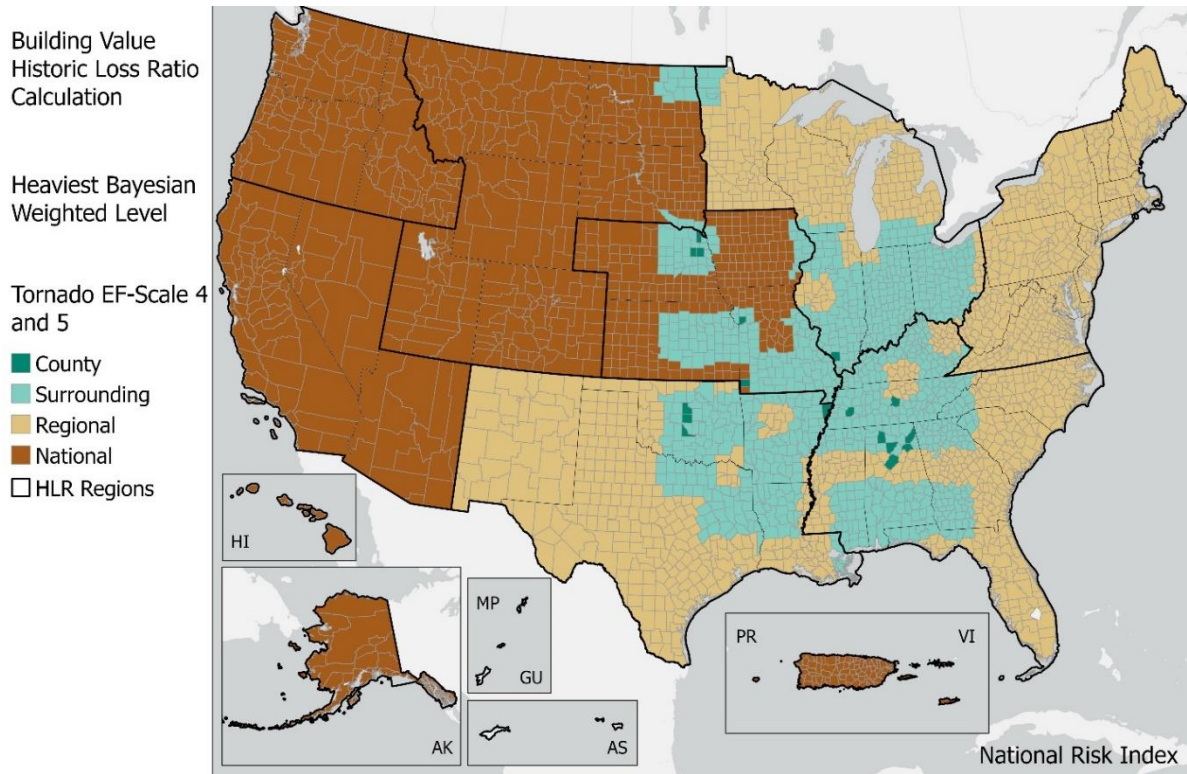 Building Value
Historic Loss Ratio
Calculation
Heaviest Bayesian
Weighted Level
Tornado EF-Scale 4
and 5
County
Surrounding
Regional
National
HLR Regions
HI
AK
MP
GU
AS
PR
VI
National Risk Index